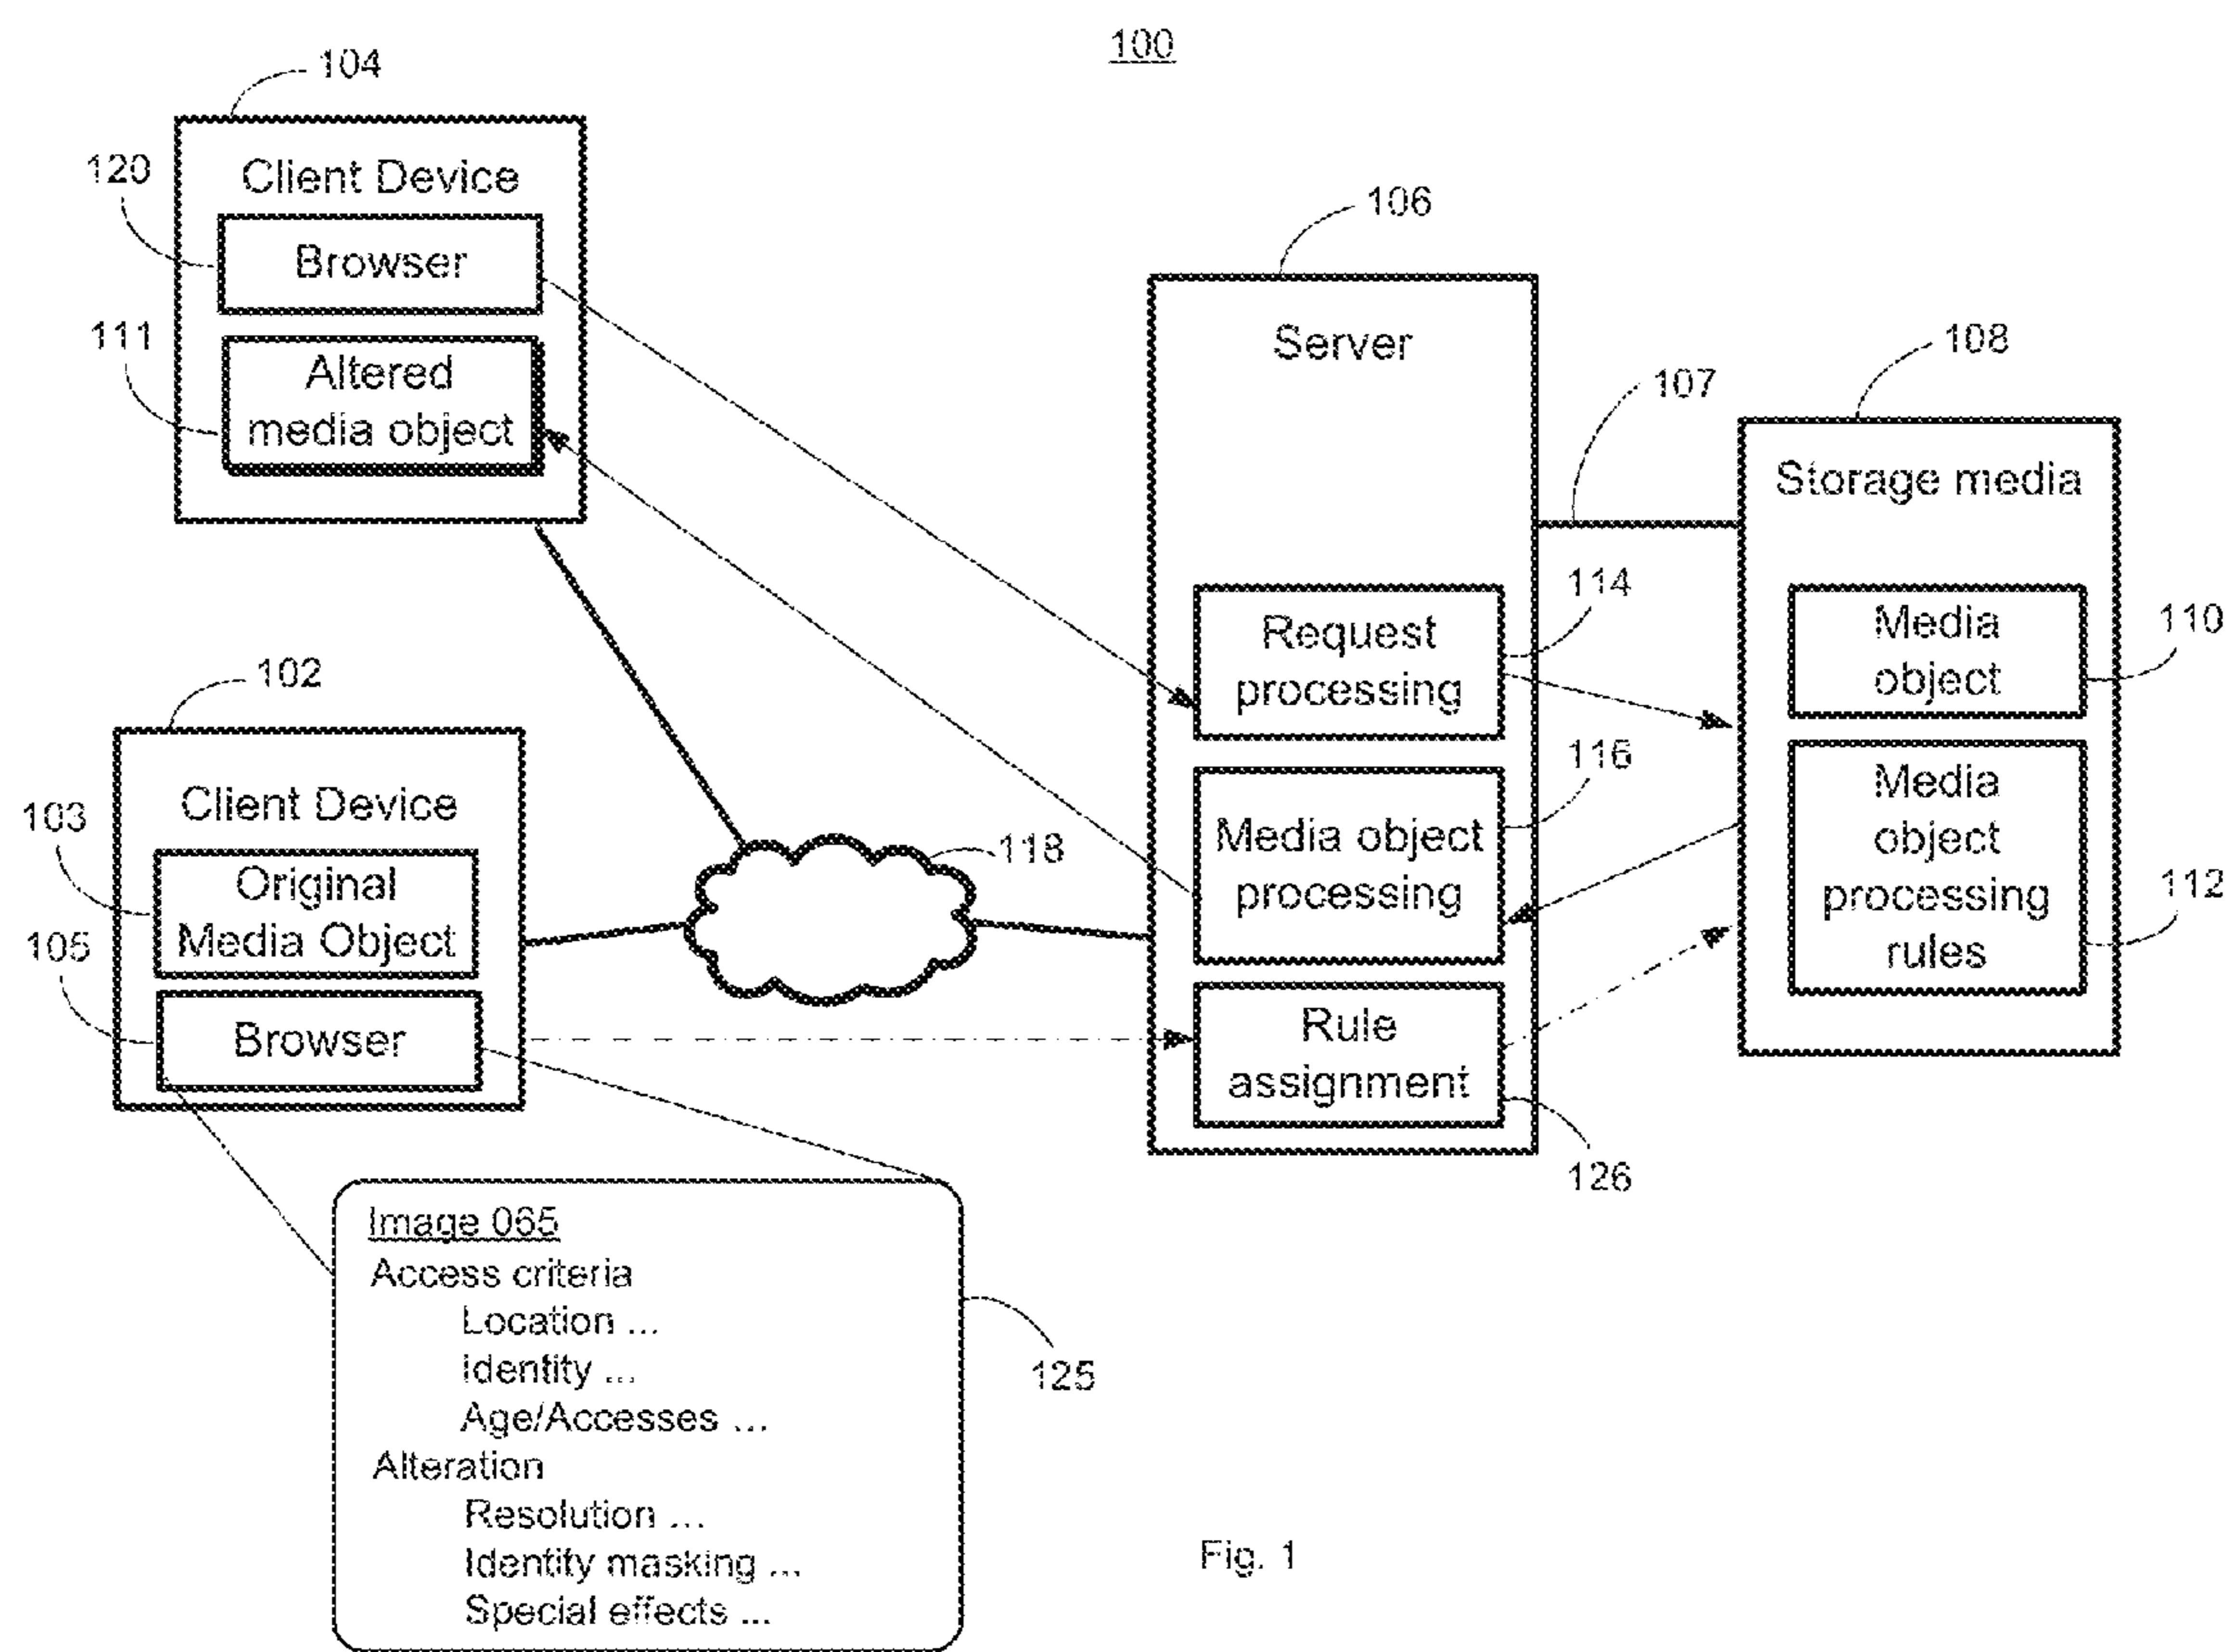 100
104
Client Device
120
Browser
111
Altered
media object
106
Server
107
108
Storage media
114
Request
processing
Media
object
110
102
Client Device
103
Original
Media Object
105
Browser
118
116
Media object
processing
Media
object
processing
rules
112
Rule
assignment
126
Image 065
Access criteria
Location ...
Identity ...
Age/Accesses ...
Alteration
Resolution ...
Identity masking ...
Special effects ...
125
Fig. 1